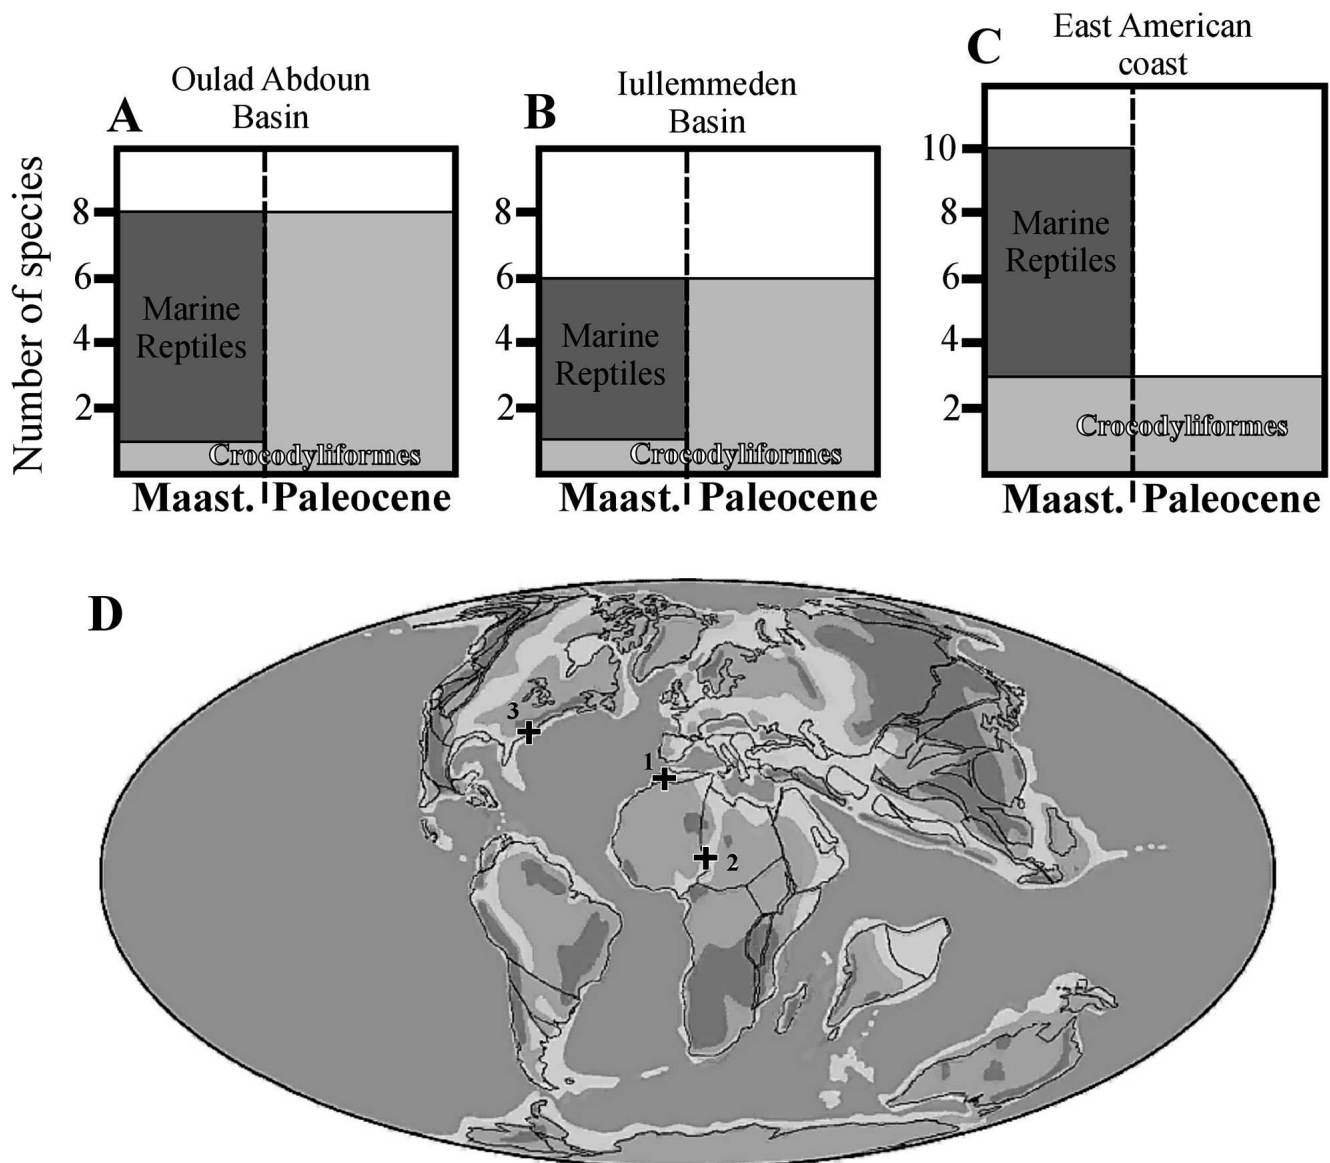 Number of species
A
Oulad Abdoun
Basin
8
6
4
2
Marine
Reptiles
Crocodyliformes
Maast.
Paleocene
B
Iullemmeden
Basin
8
6
4
2
Marine
Reptiles
Crocodyliformes
Maast.
Paleocene
C
East American
coast
10
8
6
4
2
Marine
Reptiles
Crocodyliformes
Maast.
Paleocene
D
3
1
2